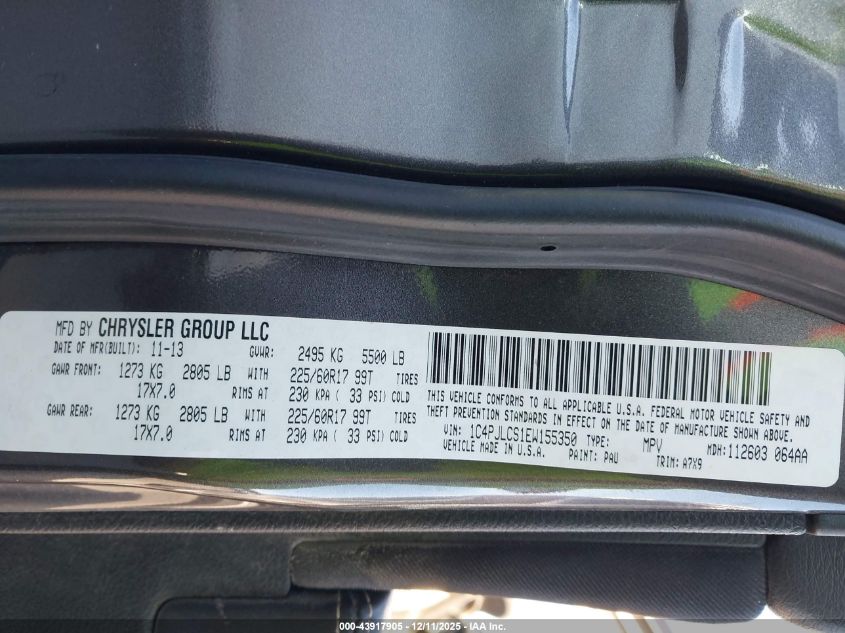 MFD BY CHRYSLER GROUP LLC
DATE OF MFR(BUILT): 11-13 GVWR: 2495 KG 5500 LB
GAWR FRONT: 1273 KG 2805 LB WITH 225/60R17 99T TIRES
17X7.0 RIMS AT 230 KPA ( 33 PSI) COLD
GAWR REAR: 1273 KG 2805 LB WITH 225/60R17 99T TIRES
17X7.0 RIMS AT 230 KPA ( 33 PSI) COLD
THIS VEHICLE CONFORMS TO ALL APPLICABLE U.S.A. FEDERAL MOTOR VEHICLE SAFETY AND
THEFT PREVENTION STANDARDS IN EFFECT ON THE DATE OF MANUFACTURE SHOWN ABOVE.
VIN: 1C4PJLCS1EW155350 TYPE: MPV MDH:112603 064AA
VEHICLE MADE IN U.S.A. PAINT: PAU TRIM: A7X9
000-43917905 - 12/11/2025 - IAA Inc.